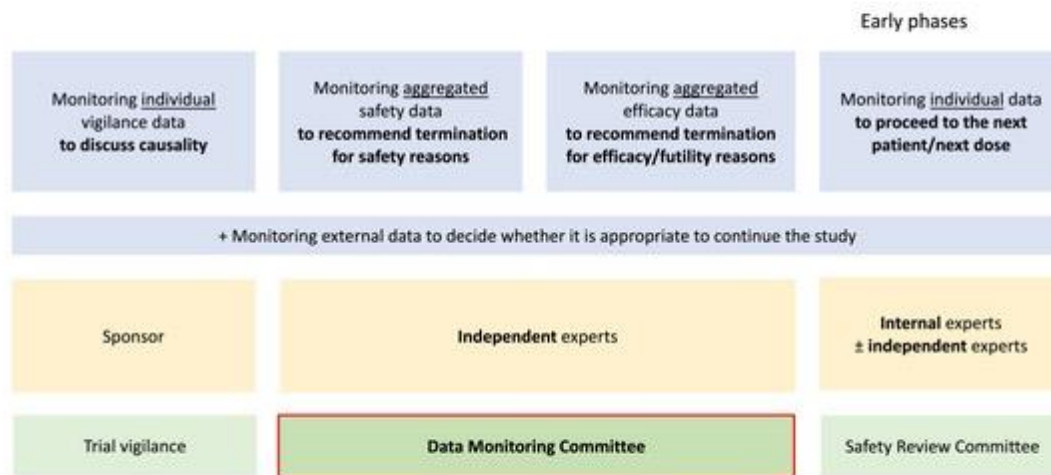 Early phases
Monitoring individual
vigilance data
to discuss causality
Monitoring aggregated
safety data
to recommend termination
for safety reasons
Monitoring aggregated
efficacy data
to recommend termination
for efficacy/futility reasons
Monitoring individual data
to proceed to the next
patient/next dose
+ Monitoring external data to decide whether it is appropriate to continue the study
Sponsor
Independent experts
Internal experts
± independent experts
Trial vigilance
Data Monitoring Committee
Safety Review Committee